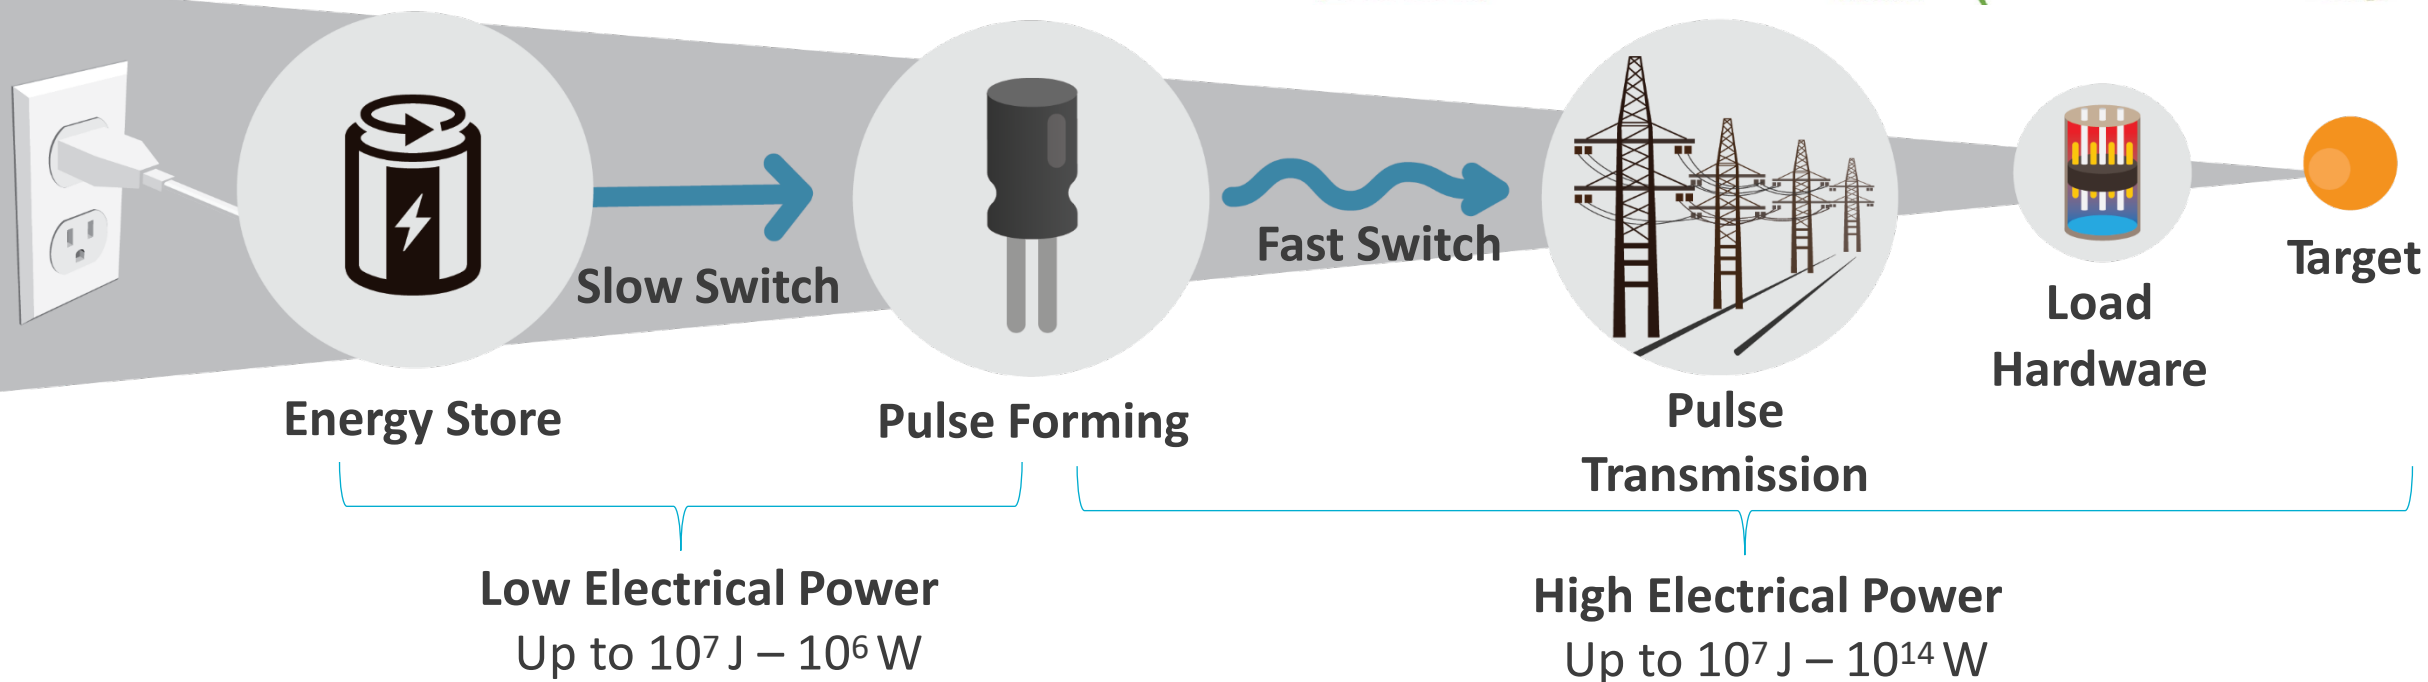 Slow Switch
Fast Switch
Target
Load
Hardware
Energy Store
Pulse Forming
Pulse
Transmission
Low Electrical Power
Up to 10⁷ J – 10⁶ W
High Electrical Power
Up to 10⁷ J – 10¹⁴ W